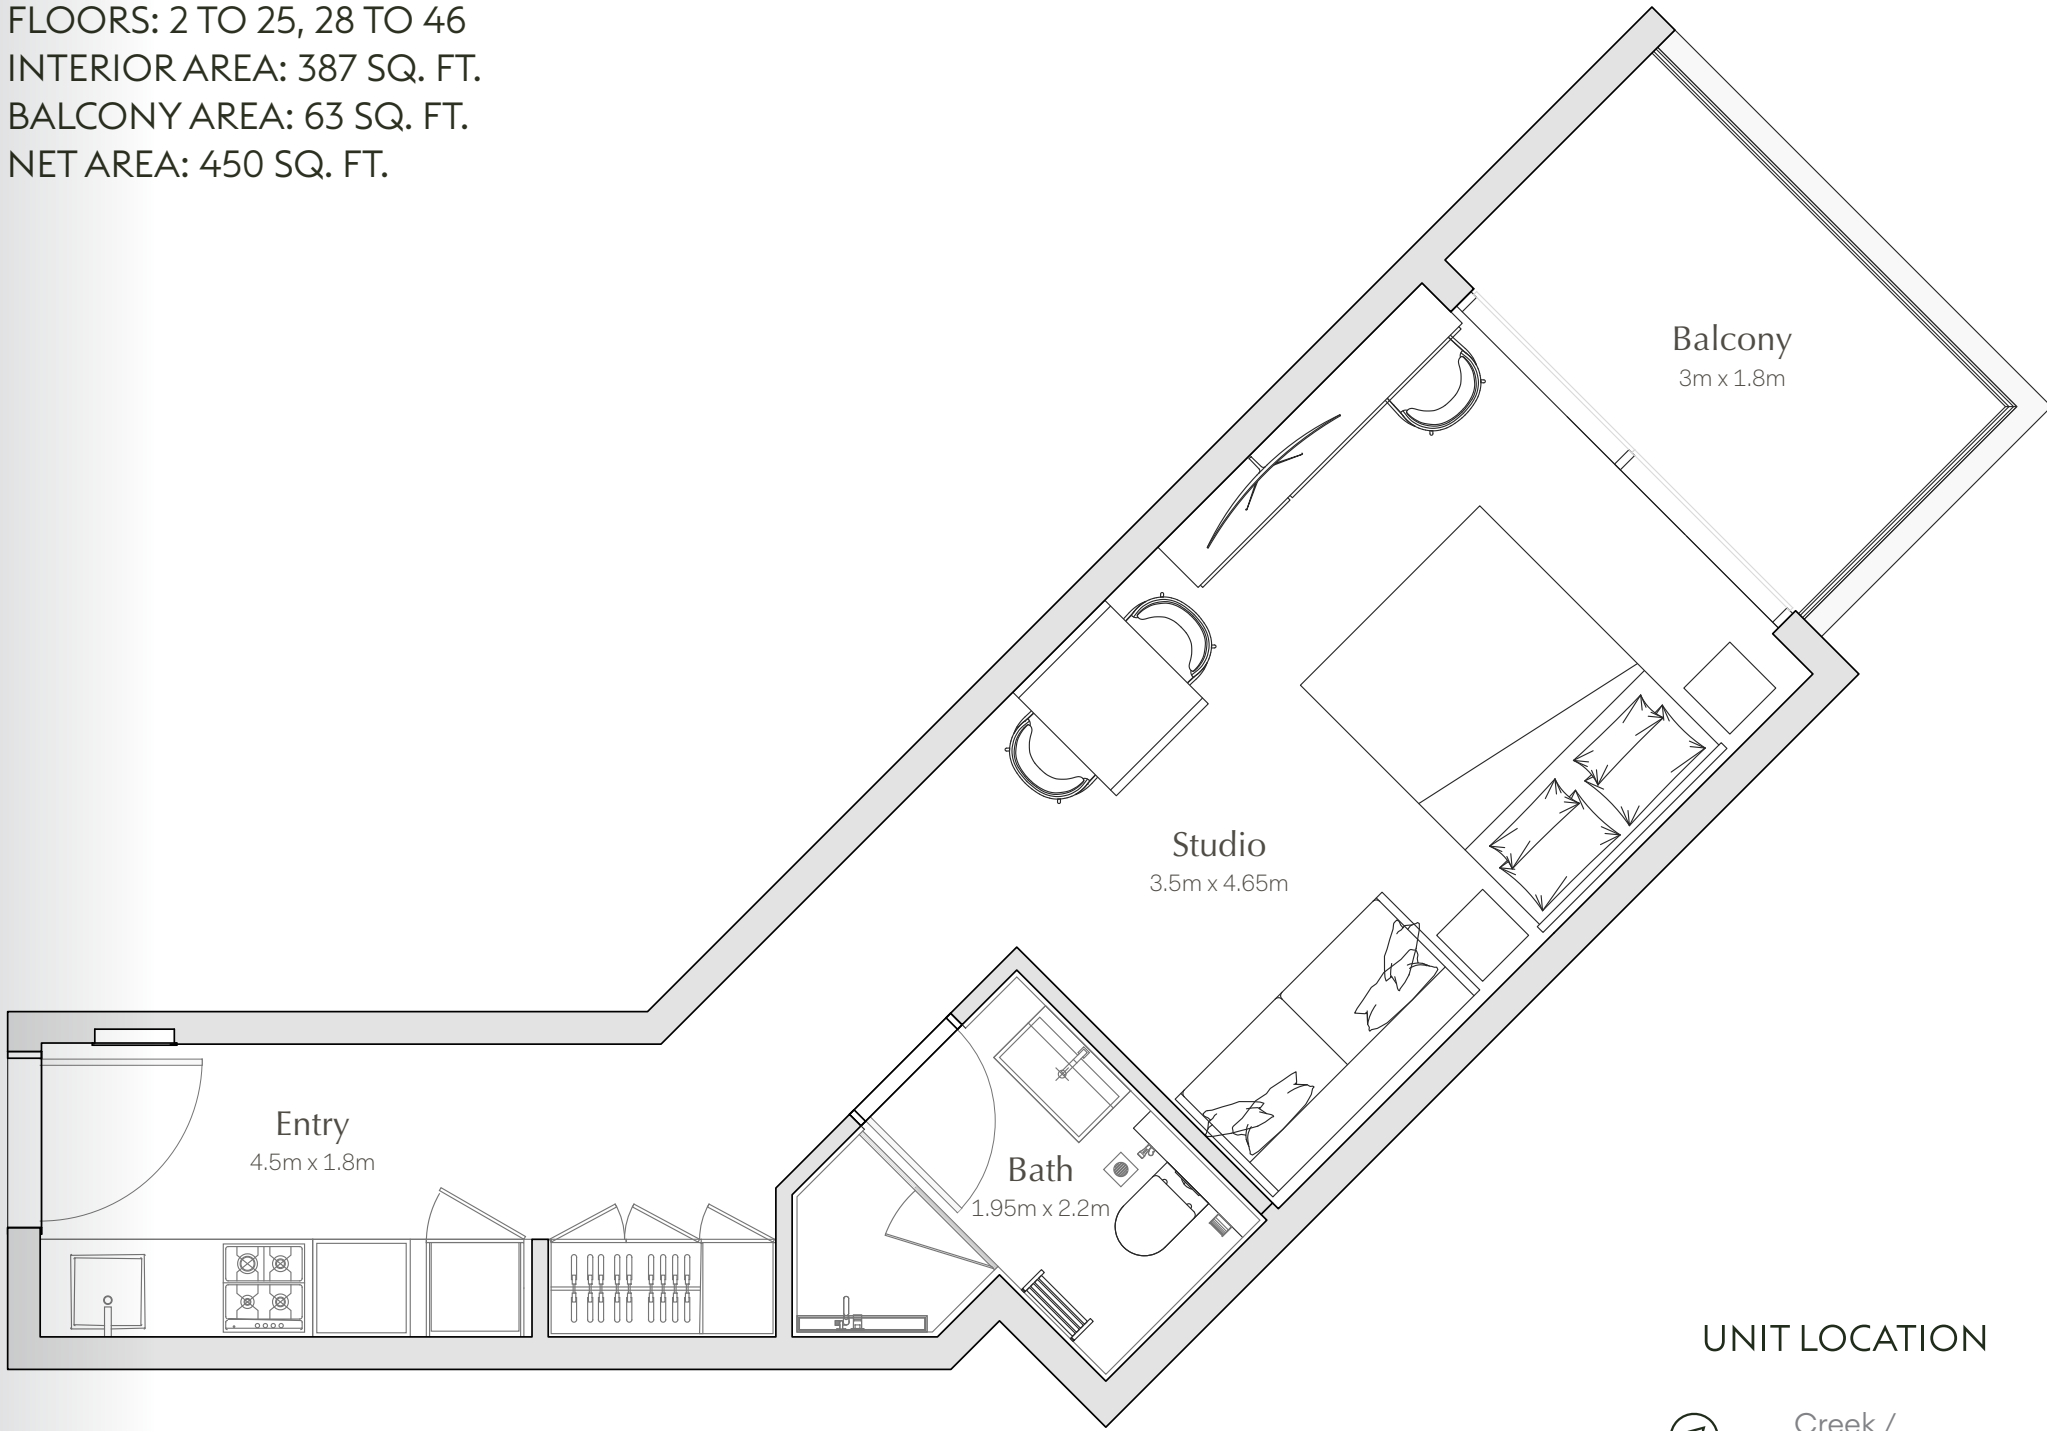 FLOORS: 2 TO 25, 28 TO 46
INTERIOR AREA: 387 SQ. FT.
BALCONY AREA: 63 SQ. FT.
NET AREA: 450 SQ. FT.
Balcony
3m x 1.8m
Studio
3.5m x 4.65m
Entry
4.5m x 1.8m
Bath
1.95m x 2.2m
UNIT LOCATION
Creek /